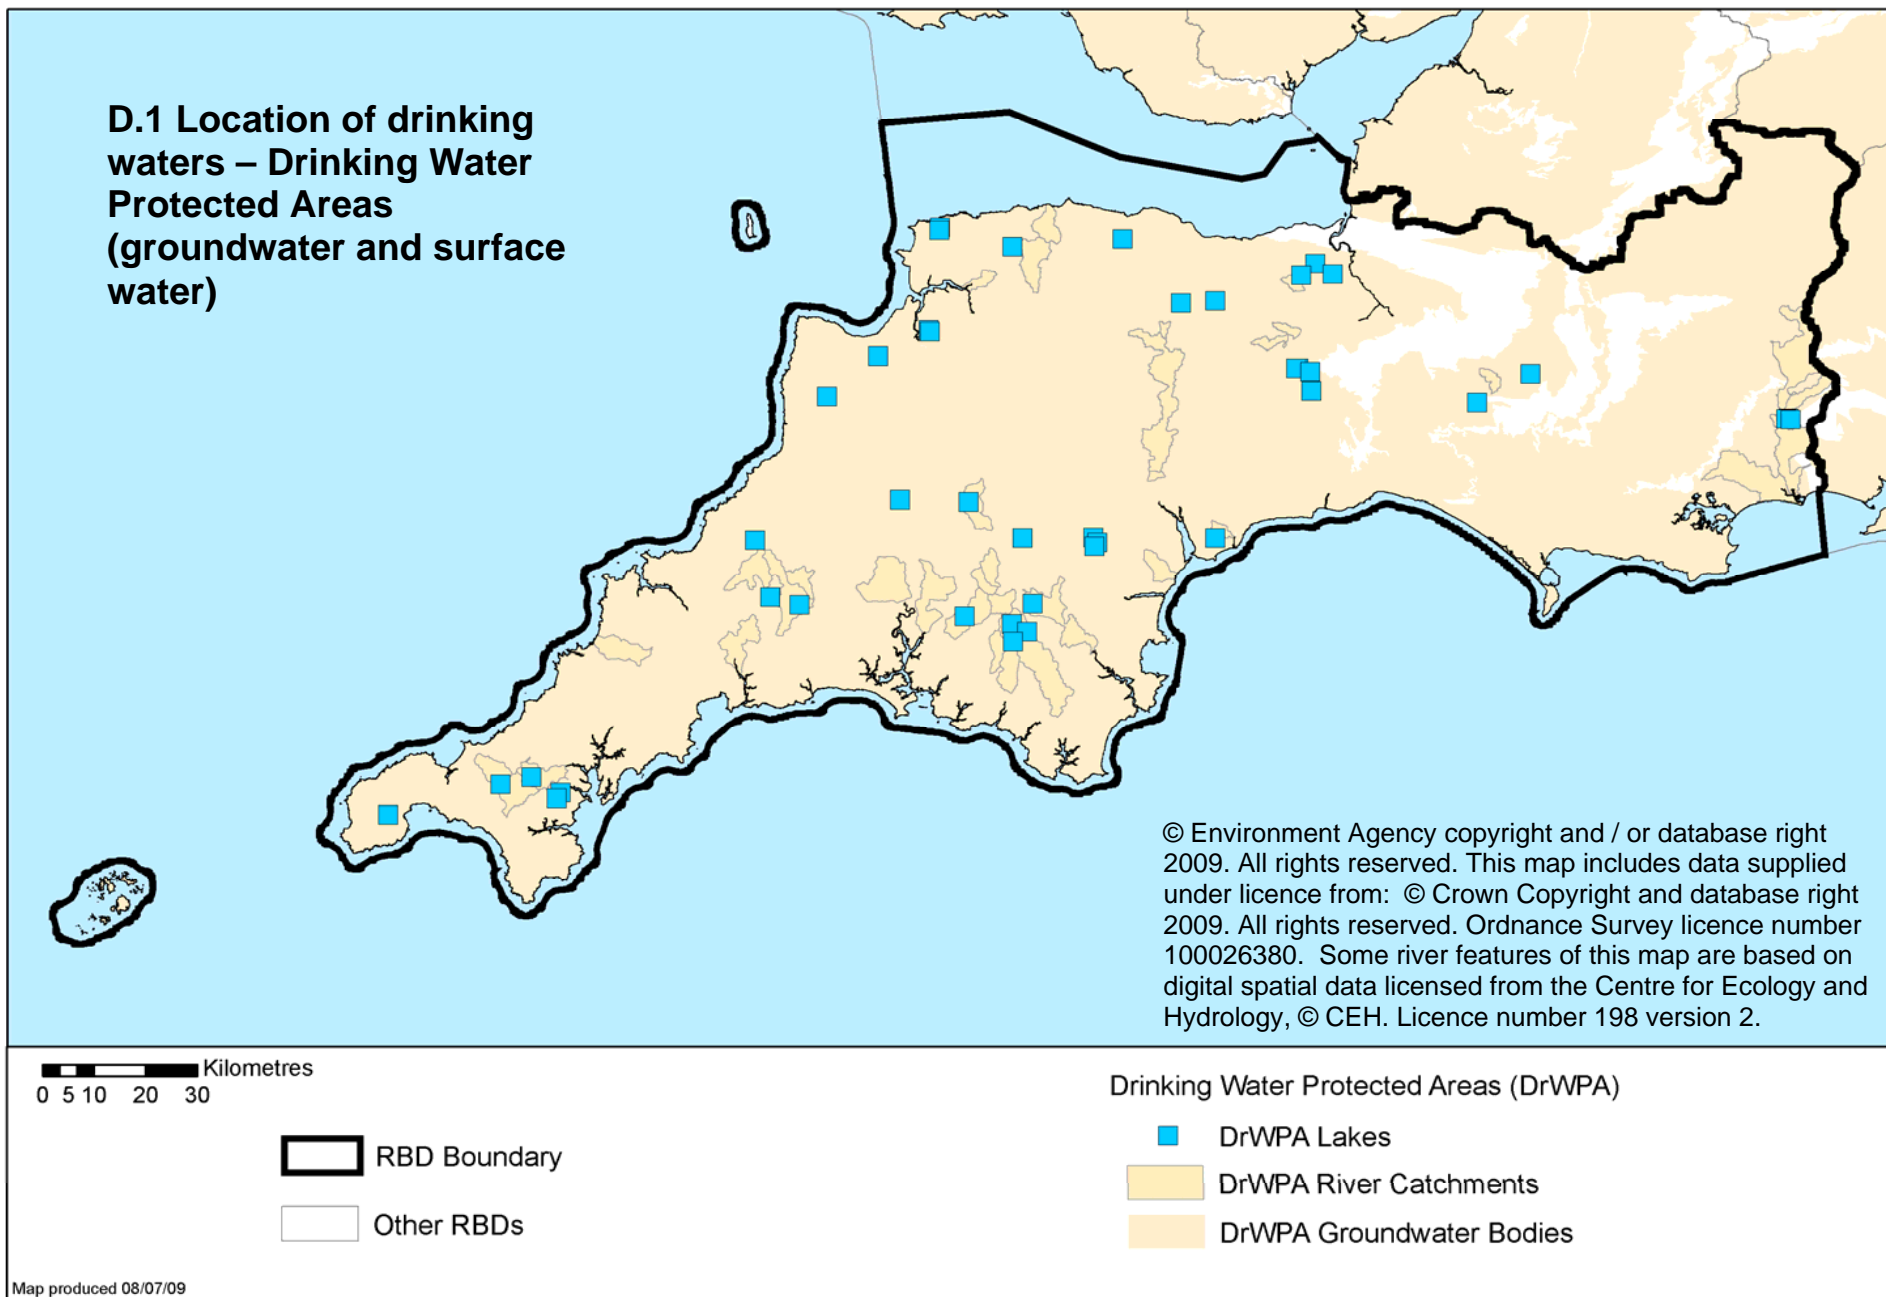 D.1 Location of drinking
waters – Drinking Water
Protected Areas
(groundwater and surface
water)
© Environment Agency copyright and / or database right
2009. All rights reserved. This map includes data supplied
under licence from:  © Crown Copyright and database right
2009. All rights reserved. Ordnance Survey licence number
100026380.  Some river features of this map are based on
digital spatial data licensed from the Centre for Ecology and
Hydrology, © CEH. Licence number 198 version 2.
Kilometres
0 5 10 20 30
RBD Boundary
Other RBDs
Drinking Water Protected Areas (DrWPA)
DrWPA Lakes
DrWPA River Catchments
DrWPA Groundwater Bodies
Map produced 08/07/09